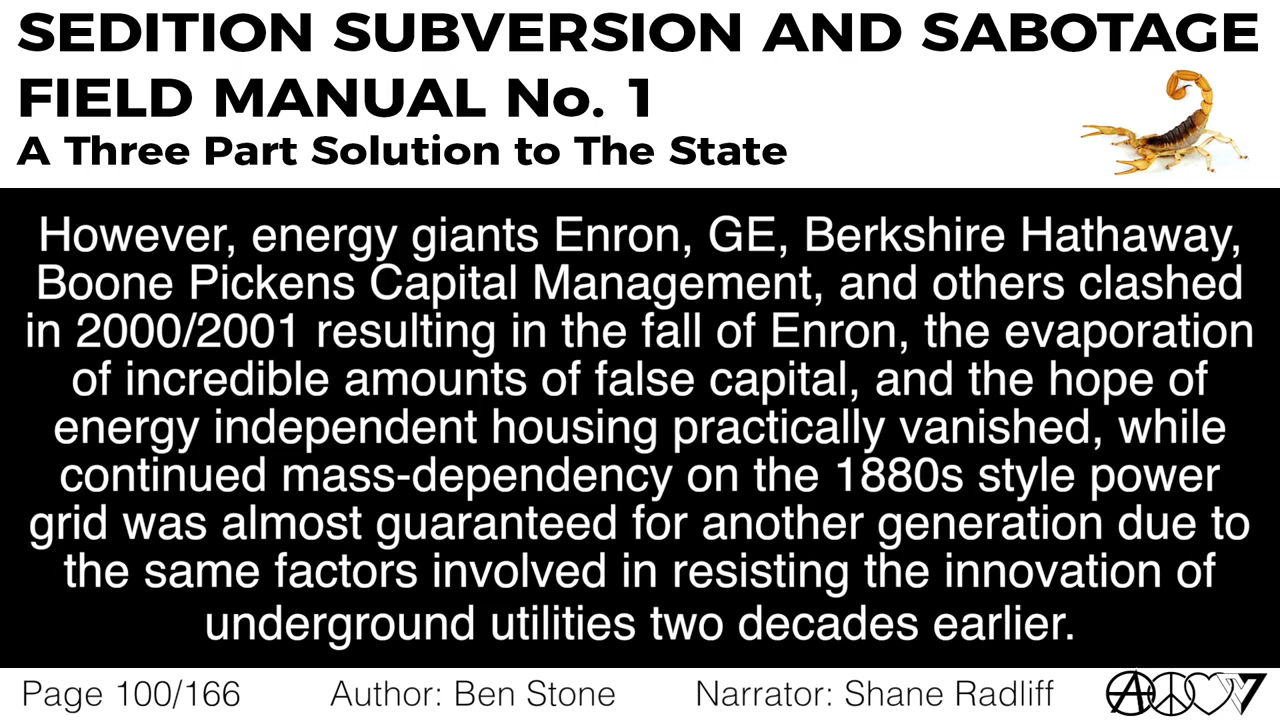 SEDITION SUBVERSION AND SABOTAGE
FIELD MANUAL No. 1
A Three Part Solution to The State
However, energy giants Enron, GE, Berkshire Hathaway,
Boone Pickens Capital Management, and others clashed
in 2000/2001 resulting in the fall of Enron, the evaporation
of incredible amounts of false capital, and the hope of
energy independent housing practically vanished, while
continued mass-dependency on the 1880s style power
grid was almost guaranteed for another generation due to
the same factors involved in resisting the innovation of
underground utilities two decades earlier.
Page 100/166 Author: Ben Stone Narrator: Shane Radliff